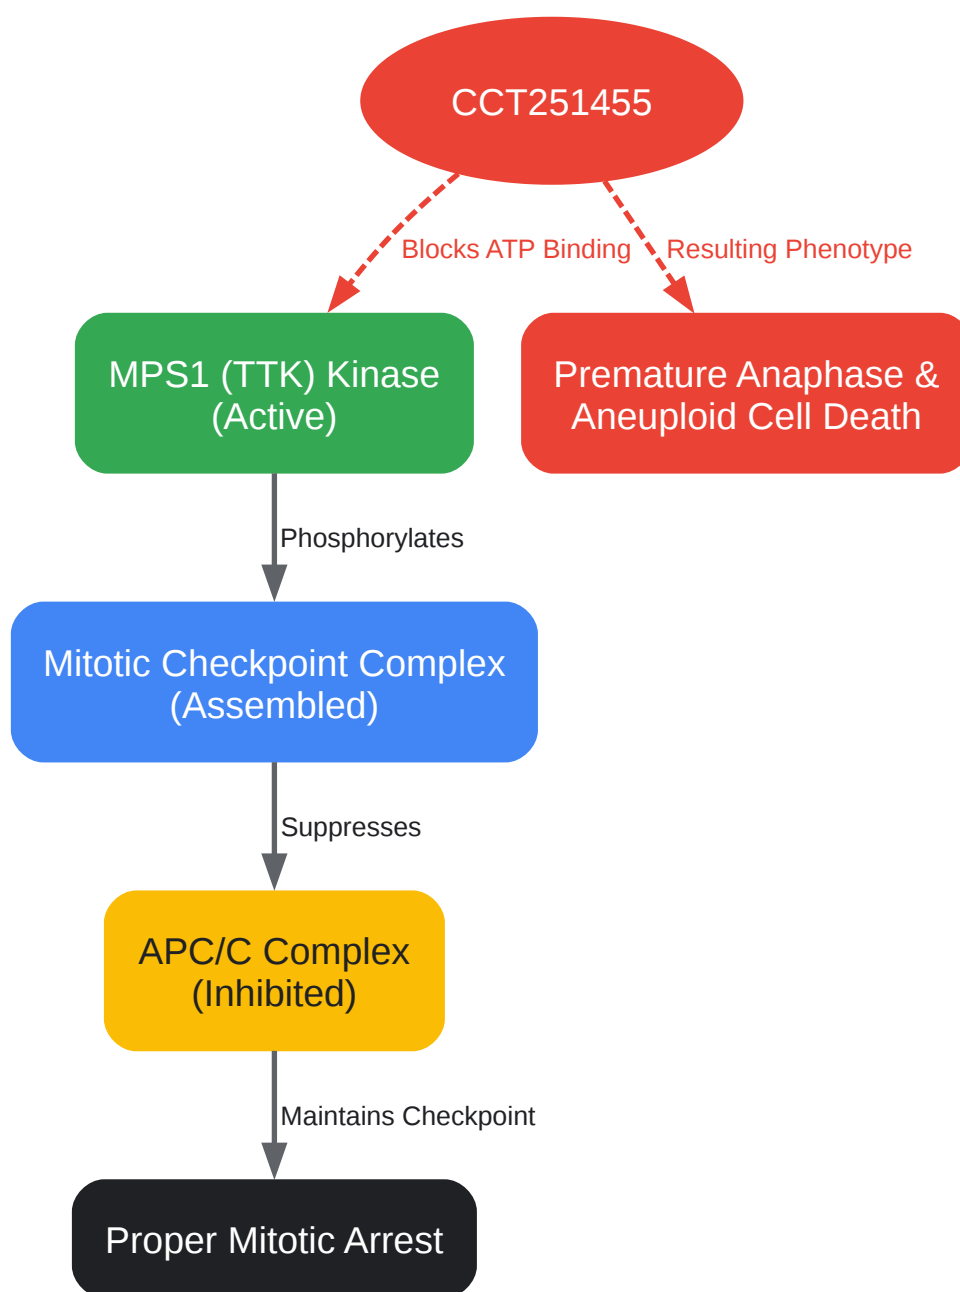 CCT251455
Blocks ATP Binding
Resulting Phenotype
MPS1 (TTK) Kinase
(Active)
Premature Anaphase &
Aneuploid Cell Death
Phosphorylates
Mitotic Checkpoint Complex
(Assembled)
Suppresses
APC/C Complex
(Inhibited)
Maintains Checkpoint
Proper Mitotic Arrest